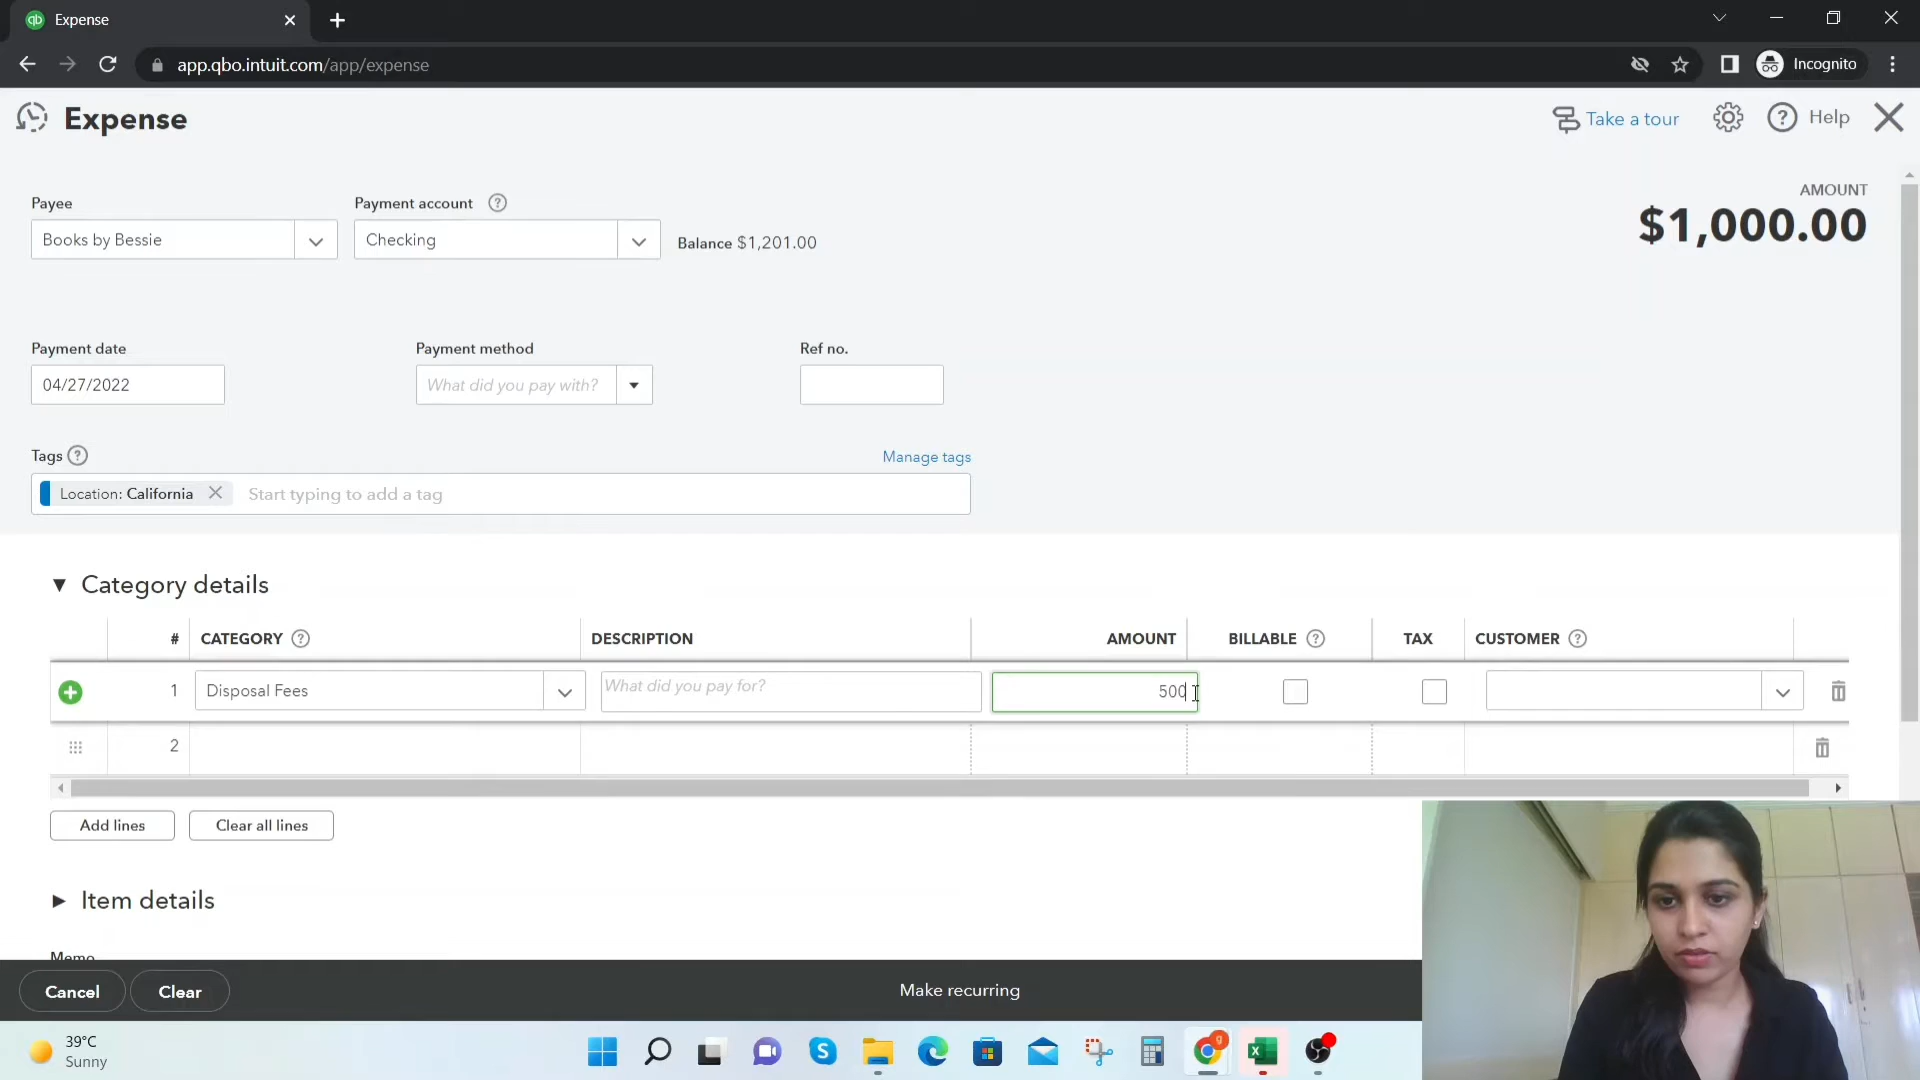 Expense
app.qbo.intuit.com/app/expense
Incognito
Expense
Take a tour
Help
Payee
Payment account
AMOUNT
$1,000.00
Books by Bessie
Checking
Balance $1,201.00
Payment date
Payment method
Ref no.
04/27/2022
What did you pay with?
Tags
Manage tags
Location: California
Start typing to add a tag
Category details
# CATEGORY DESCRIPTION AMOUNT BILLABLE TAX CUSTOMER
1 Disposal Fees What did you pay for? 500
2
Add lines
Clear all lines
Item details
Memo
Cancel
Clear
Make recurring
39°C
Sunny